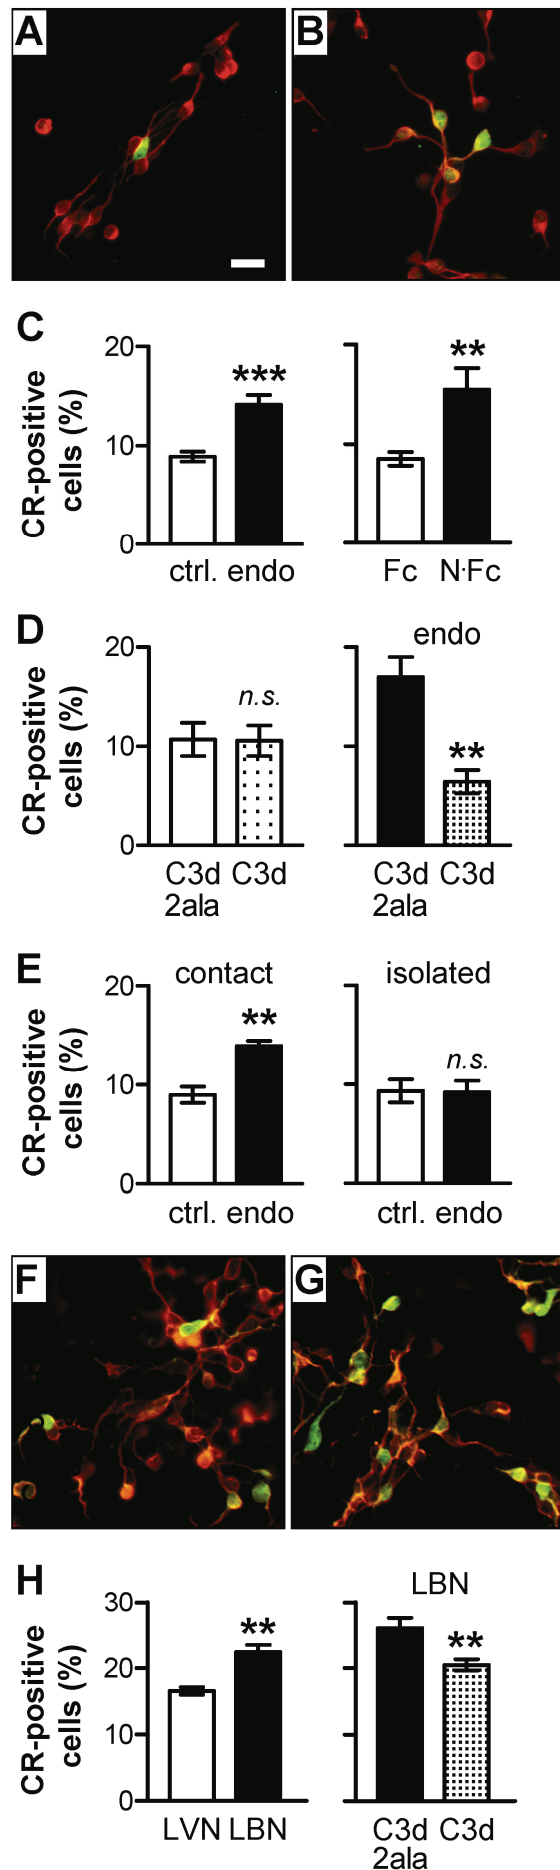 A
B
C
CR-positive
cells (%)
20
10
0
***
ctrl. endo
**
Fc N·Fc
D
CR-positive
cells (%)
20
10
0
n.s.
C3d C3d
2ala
endo
**
C3d C3d
2ala
E
CR-positive
cells (%)
20
10
0
contact
**
ctrl. endo
isolated
n.s.
ctrl. endo
F
G
H
CR-positive
cells (%)
30
20
10
0
**
LVN LBN
LBN
**
C3d C3d
2ala